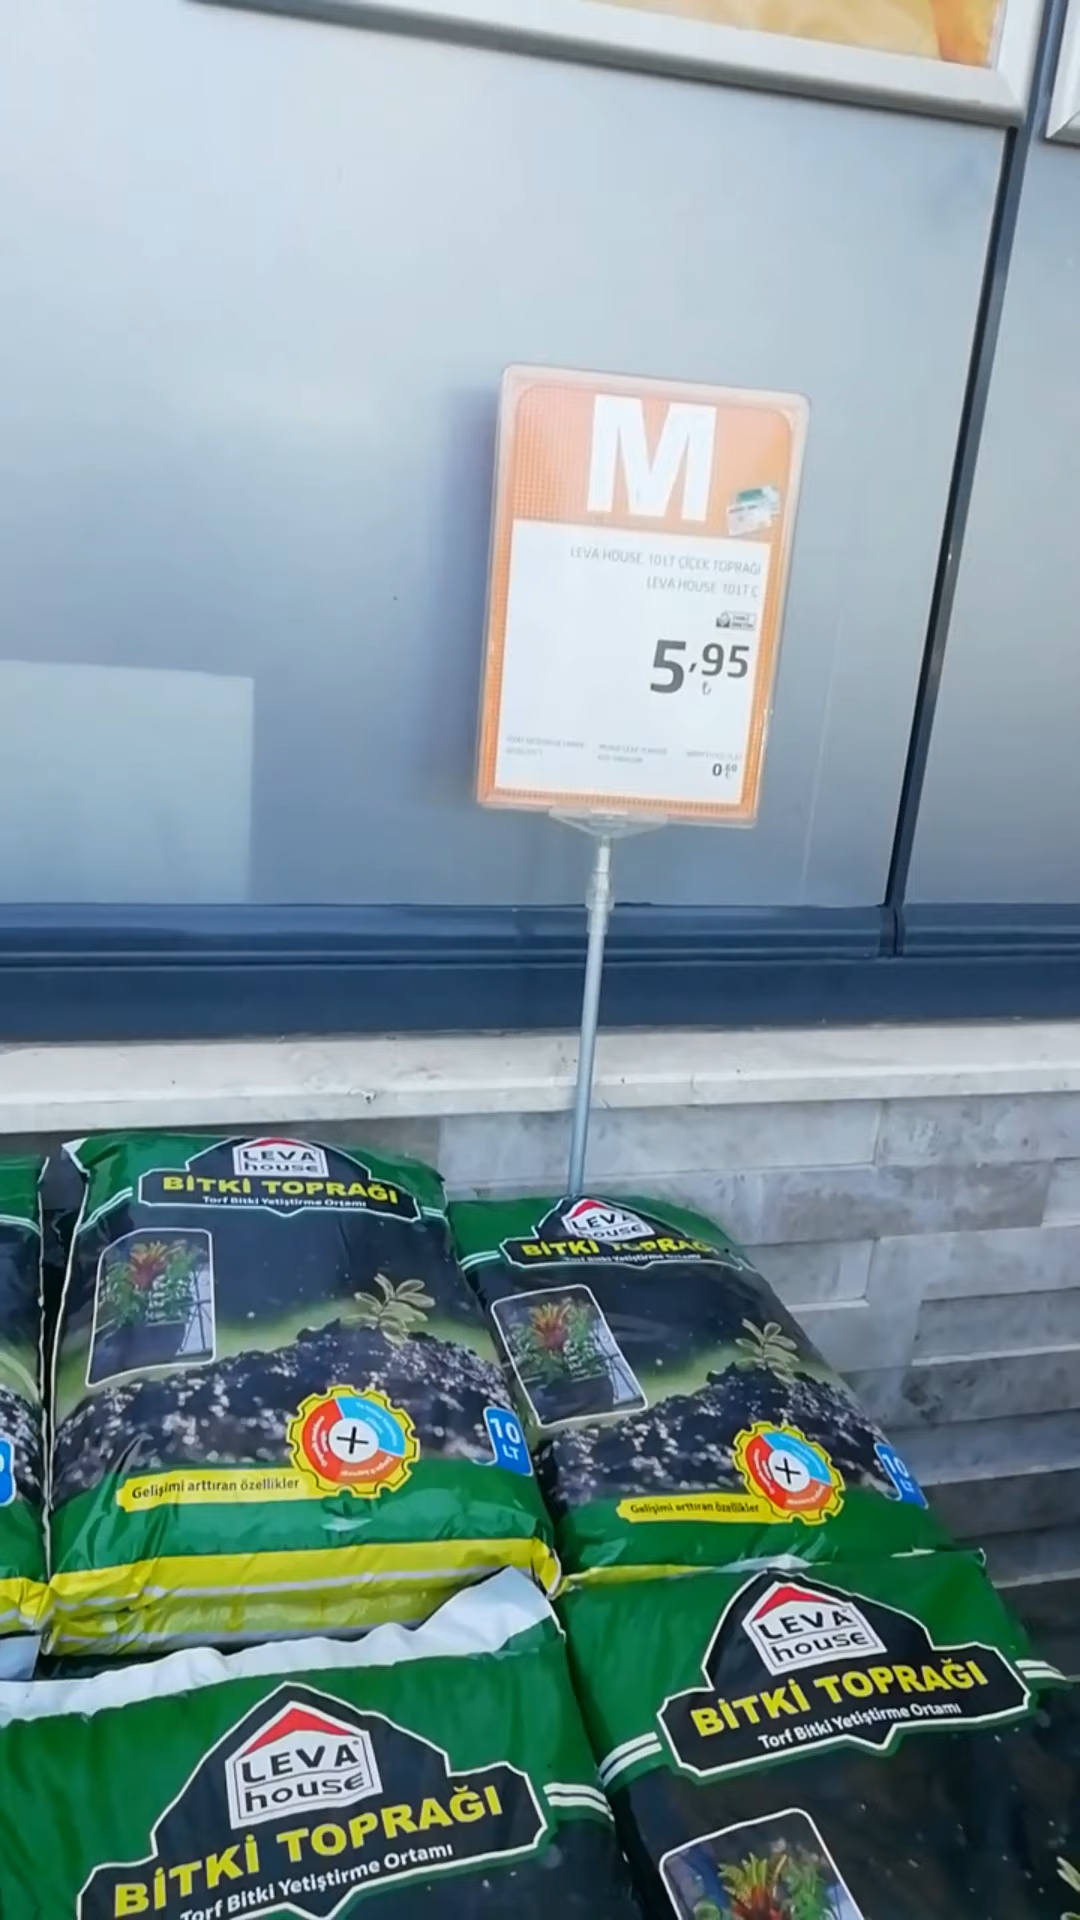 M
LEVA HOUSE 10 LT ÇİÇEK TOPRAĞI
LEVA HOUSE 10 LT Ç
5,95
₺
0,60 ₺
LEVA
house
BİTKİ TOPRAĞI
Torf Bitki Yetiştirme Ortamı
10
LT
Gelişimi arttıran özellikler
LEVA
house
BİTKİ TOPRAĞI
Torf Bitki Yetiştirme Ortamı
10
LT
Gelişimi arttıran özellikler
LEVA
house
BİTKİ TOPRAĞI
Torf Bitki Yetiştirme Ortamı
LEVA
house
BİTKİ TOPRAĞI
Torf Bitki Yetiştirme Ortamı